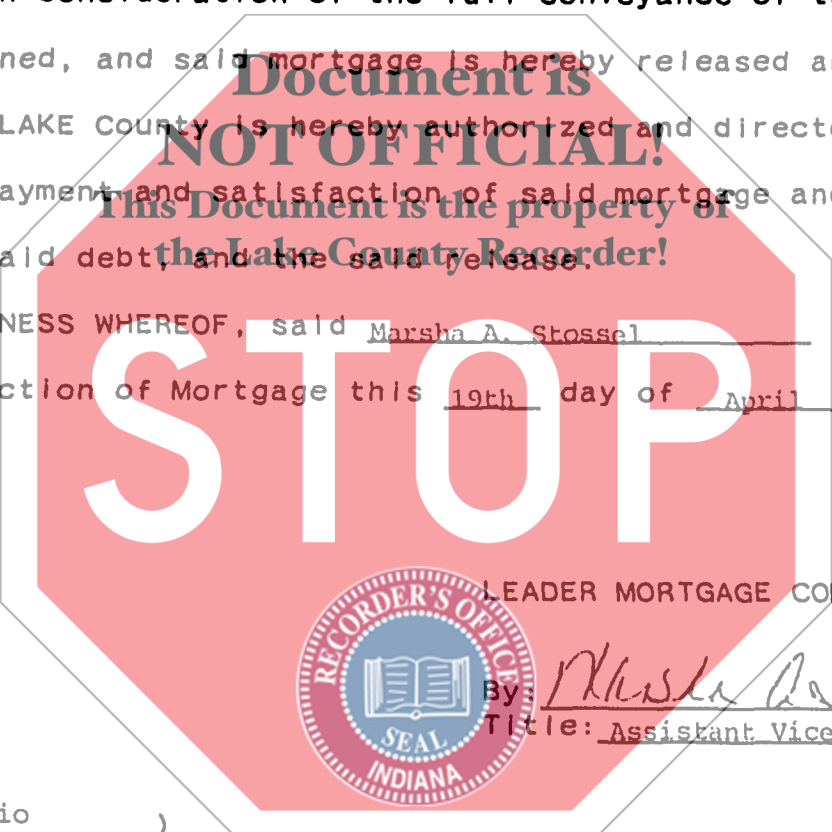 consideration of the full conveyance of
ned, and said mortgage is hereby released
Document is
LAKE County is hereby authorized and direct
NOT OFFICIAL!
ayment and satisfaction of said mortgage and
This Document is the property of
aid debt, and the said release.
the Lake County Recorder!
NESS WHEREOF, said Marsha A. Stossel
ction of Mortgage this 19th day of April
STOP
LEADER MORTGAGE CO
RECORDER'S OFFICE
SEAL
INDIANA
By: Marsha
Title: Assistant Vice
io )